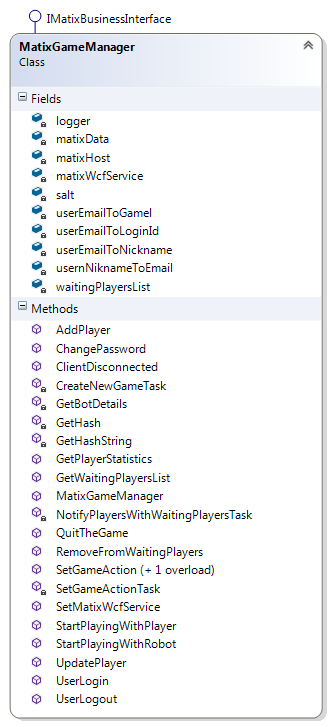 IMatixBusinessInterface
MatixGameManager
Class
Fields
logger
matixData
matixHost
matixWcfService
salt
userEmailToGameI
userEmailToLoginId
userEmailToNickname
usernNiknameToEmail
waitingPlayersList
Methods
AddPlayer
ChangePassword
ClientDisconnected
CreateNewGameTask
GetBotDetails
GetHash
GetHashString
GetPlayerStatistics
GetWaitingPlayersList
MatixGameManager
NotifyPlayersWithWaitingPlayersTask
QuitTheGame
RemoveFromWaitingPlayers
SetGameAction (+ 1 overload)
SetGameActionTask
SetMatixWcfService
StartPlayingWithPlayer
StartPlayingWithRobot
UpdatePlayer
UserLogin
UserLogout